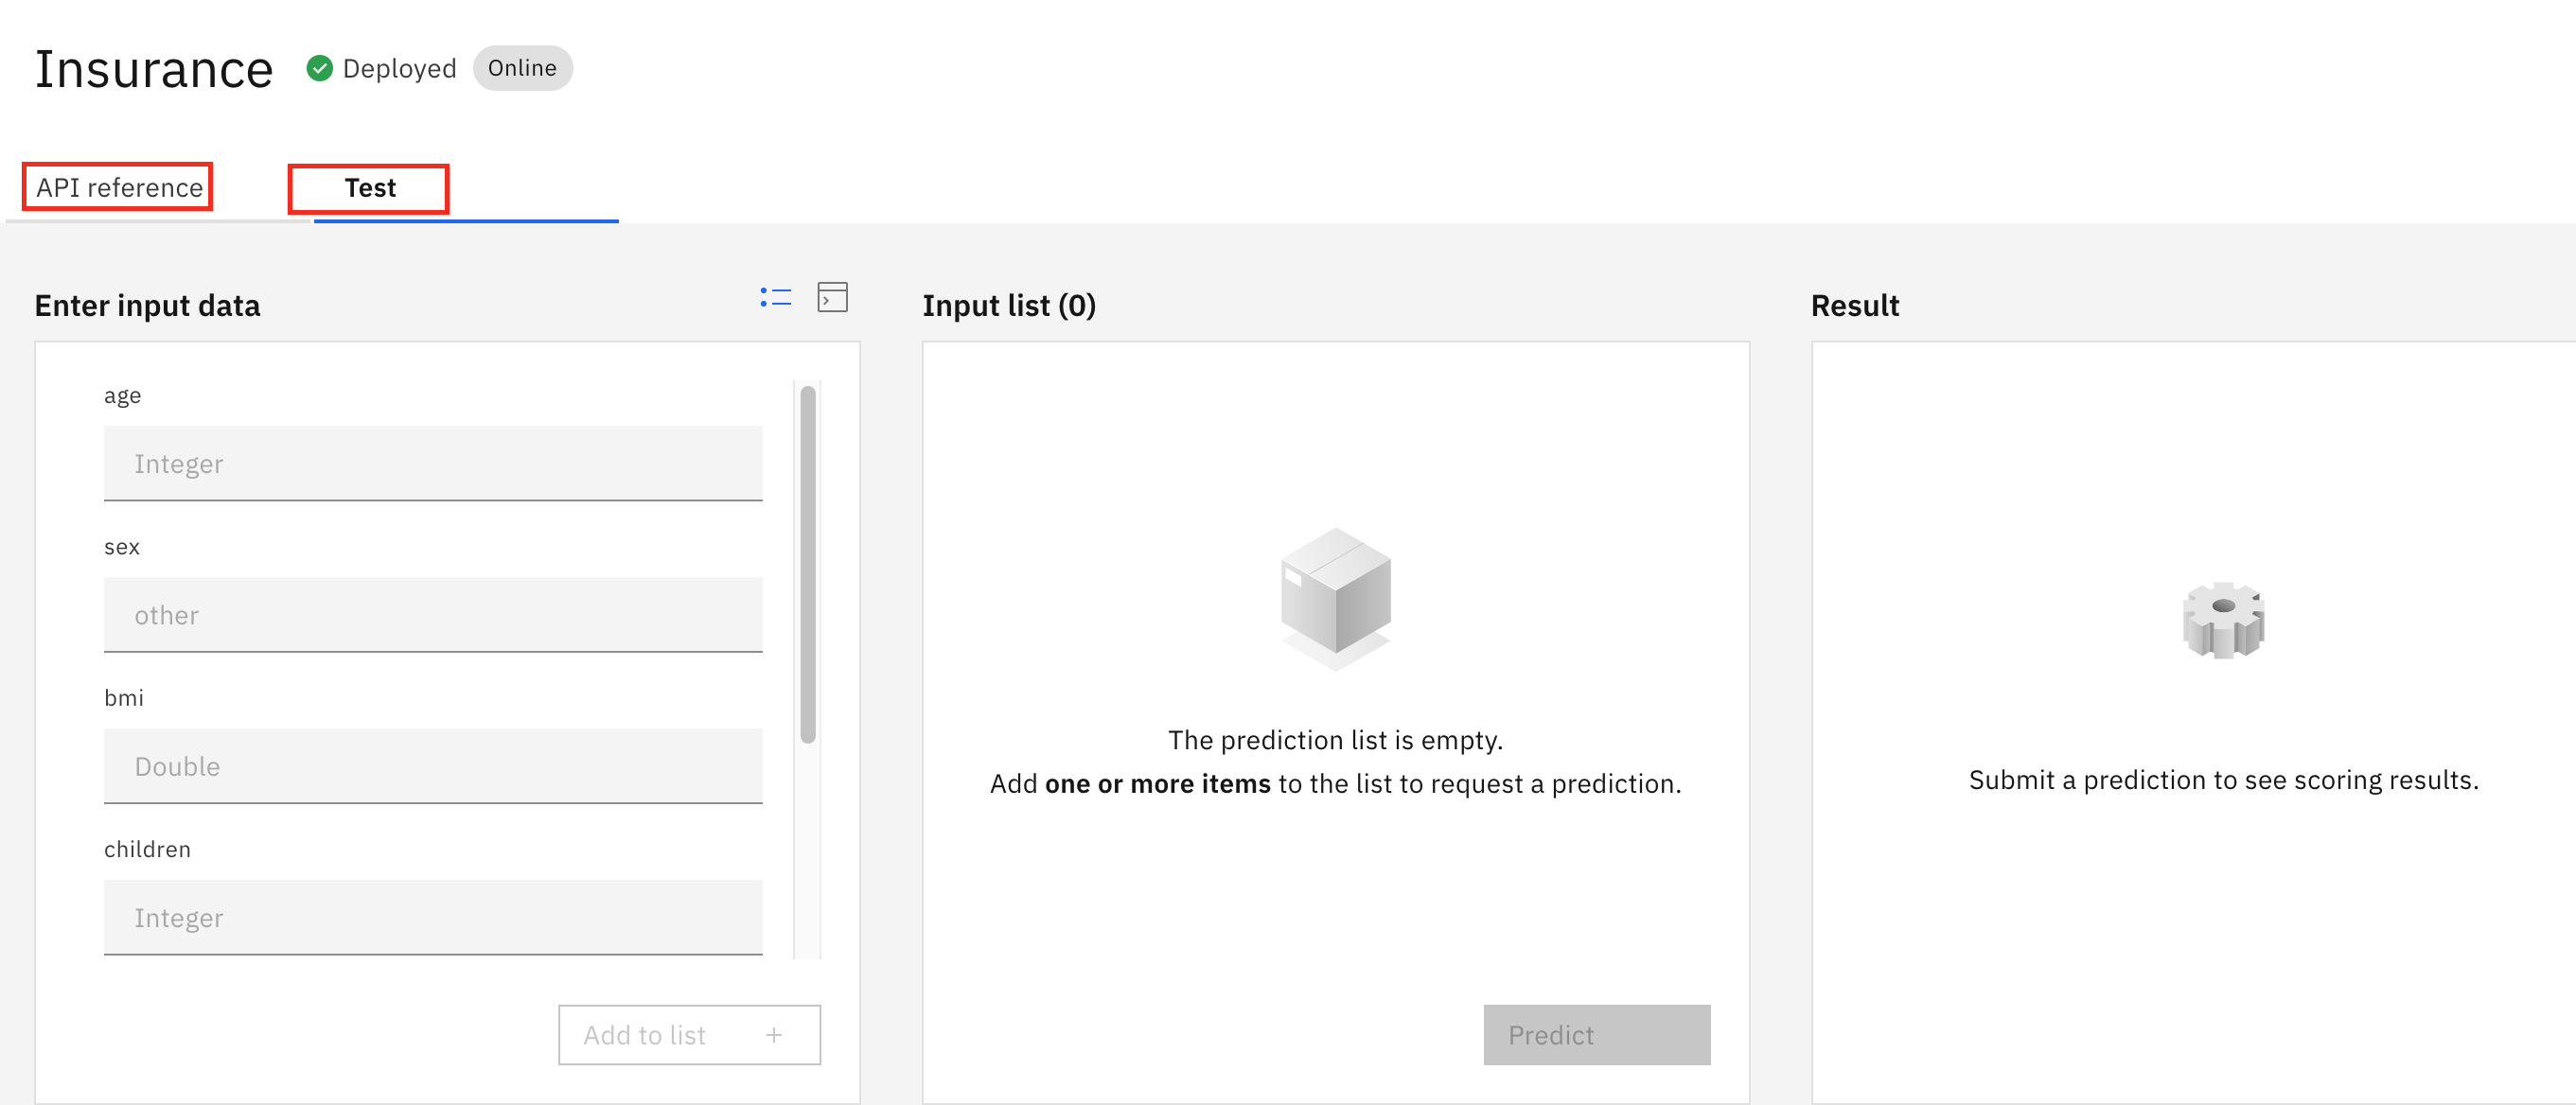 Insurance Deployed Online
API reference Test
Enter input data
age
Integer
sex
other
bmi
Double
children
Integer
Add to list +
Input list (0)
The prediction list is empty.
Add one or more items to the list to request a prediction.
Predict
Result
Submit a prediction to see scoring results.